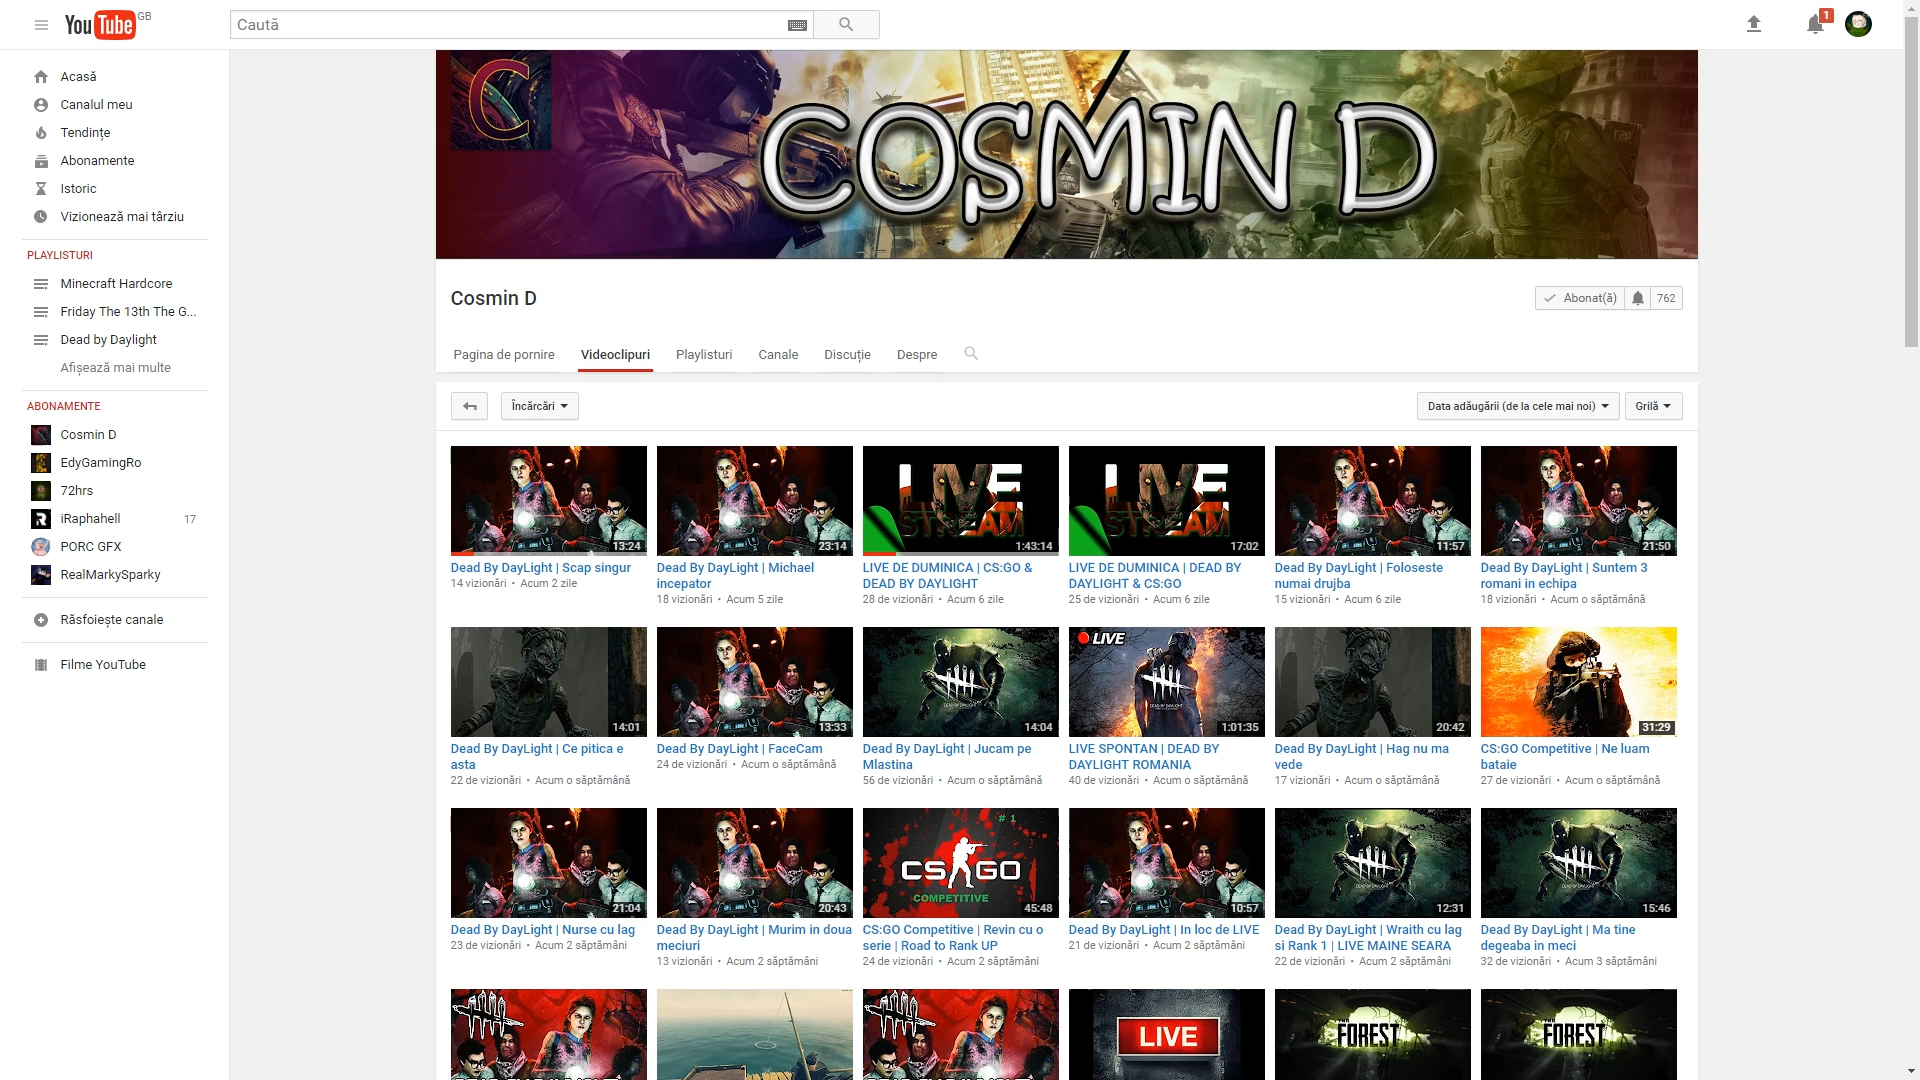 YouTube GB
Caută
1
Acasă
Canalul meu
Tendințe
Abonamente
Istoric
Vizionează mai târziu
PLAYLISTURI
Minecraft Hardcore
Friday The 13th The G...
Dead by Daylight
Afișează mai multe
ABONAMENTE
Cosmin D
EdyGamingRo
72hrs
iRaphahell 17
PORC GFX
RealMarkySparky
Răsfoiește canale
Filme YouTube
C
COSMIN D
Cosmin D
Abonat(ă) 762
Pagina de pornire Videoclipuri Playlisturi Canale Discuție Despre
Încărcări Data adăugării (de la cele mai noi) Grilă
13:24
Dead By DayLight | Scap singur
14 vizionări • Acum 2 zile
23:14
Dead By DayLight | Michael
incepator
18 vizionări • Acum 5 zile
LIVE
STREAM
1:43:14
LIVE DE DUMINICA | CS:GO &
DEAD BY DAYLIGHT
28 de vizionări • Acum 6 zile
LIVE
STREAM
17:02
LIVE DE DUMINICA | DEAD BY
DAYLIGHT & CS:GO
25 de vizionări • Acum 6 zile
11:57
Dead By DayLight | Foloseste
numai drujba
15 vizionări • Acum 6 zile
21:50
Dead By DayLight | Suntem 3
romani in echipa
18 vizionări • Acum o săptămână
14:01
Dead By DayLight | Ce pitica e
asta
22 de vizionări • Acum o săptămână
13:33
Dead By DayLight | FaceCam
24 de vizionări • Acum o săptămână
DEAD BY DAYLIGHT
14:04
Dead By DayLight | Jucam pe
Mlastina
56 de vizionări • Acum o săptămână
LIVE
DEAD BY DAYLIGHT
1:01:35
LIVE SPONTAN | DEAD BY
DAYLIGHT ROMANIA
40 de vizionări • Acum o săptămână
20:42
Dead By DayLight | Hag nu ma
vede
17 vizionări • Acum o săptămână
31:29
CS:GO Competitive | Ne luam
bataie
27 de vizionări • Acum o săptămână
21:04
Dead By DayLight | Nurse cu lag
23 de vizionări • Acum 2 săptămâni
20:43
Dead By DayLight | Murim in doua
meciuri
13 vizionări • Acum 2 săptămâni
# 1
CS GO
COMPETITIVE
45:48
CS:GO Competitive | Revin cu o
serie | Road to Rank UP
24 de vizionări • Acum 2 săptămâni
10:57
Dead By DayLight | In loc de LIVE
21 de vizionări • Acum 2 săptămâni
DEAD BY DAYLIGHT
12:31
Dead By DayLight | Wraith cu lag
si Rank 1 | LIVE MAINE SEARA
22 de vizionări • Acum 2 săptămâni
DEAD BY DAYLIGHT
15:46
Dead By DayLight | Ma tine
degeaba in meci
32 de vizionări • Acum 3 săptămâni
LIVE
THE FOREST
THE FOREST